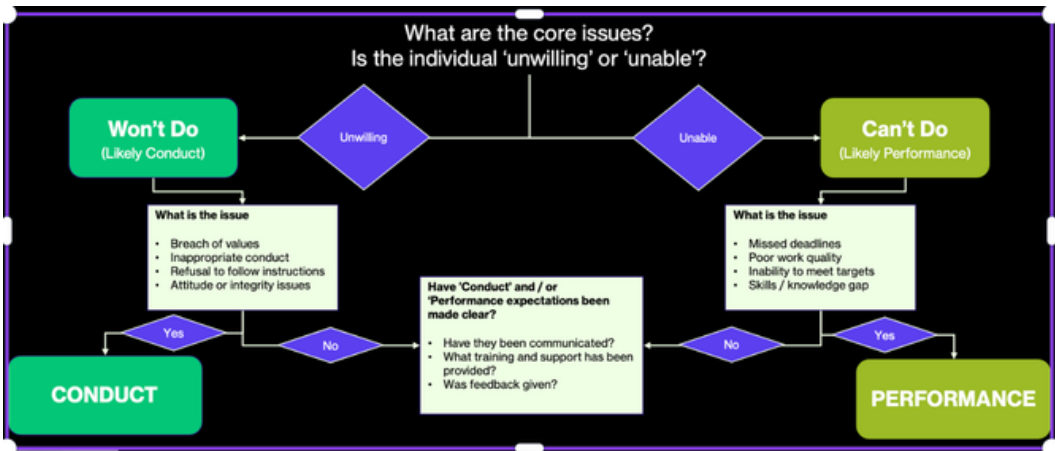 What are the core issues?
Is the individual ‘unwilling’ or ‘unable’?
Won’t Do
(Likely Conduct)
Unwilling
Unable
Can’t Do
(Likely Performance)
What is the issue
• Breach of values
• Inappropriate conduct
• Refusal to follow instructions
• Attitude or integrity issues
What is the issue
• Missed deadlines
• Poor work quality
• Inability to meet targets
• Skills / knowledge gap
Have ‘Conduct’ and / or
‘Performance expectations been
made clear?
• Have they been communicated?
• What training and support has been
provided?
• Was feedback given?
Yes
No
No
Yes
CONDUCT
PERFORMANCE